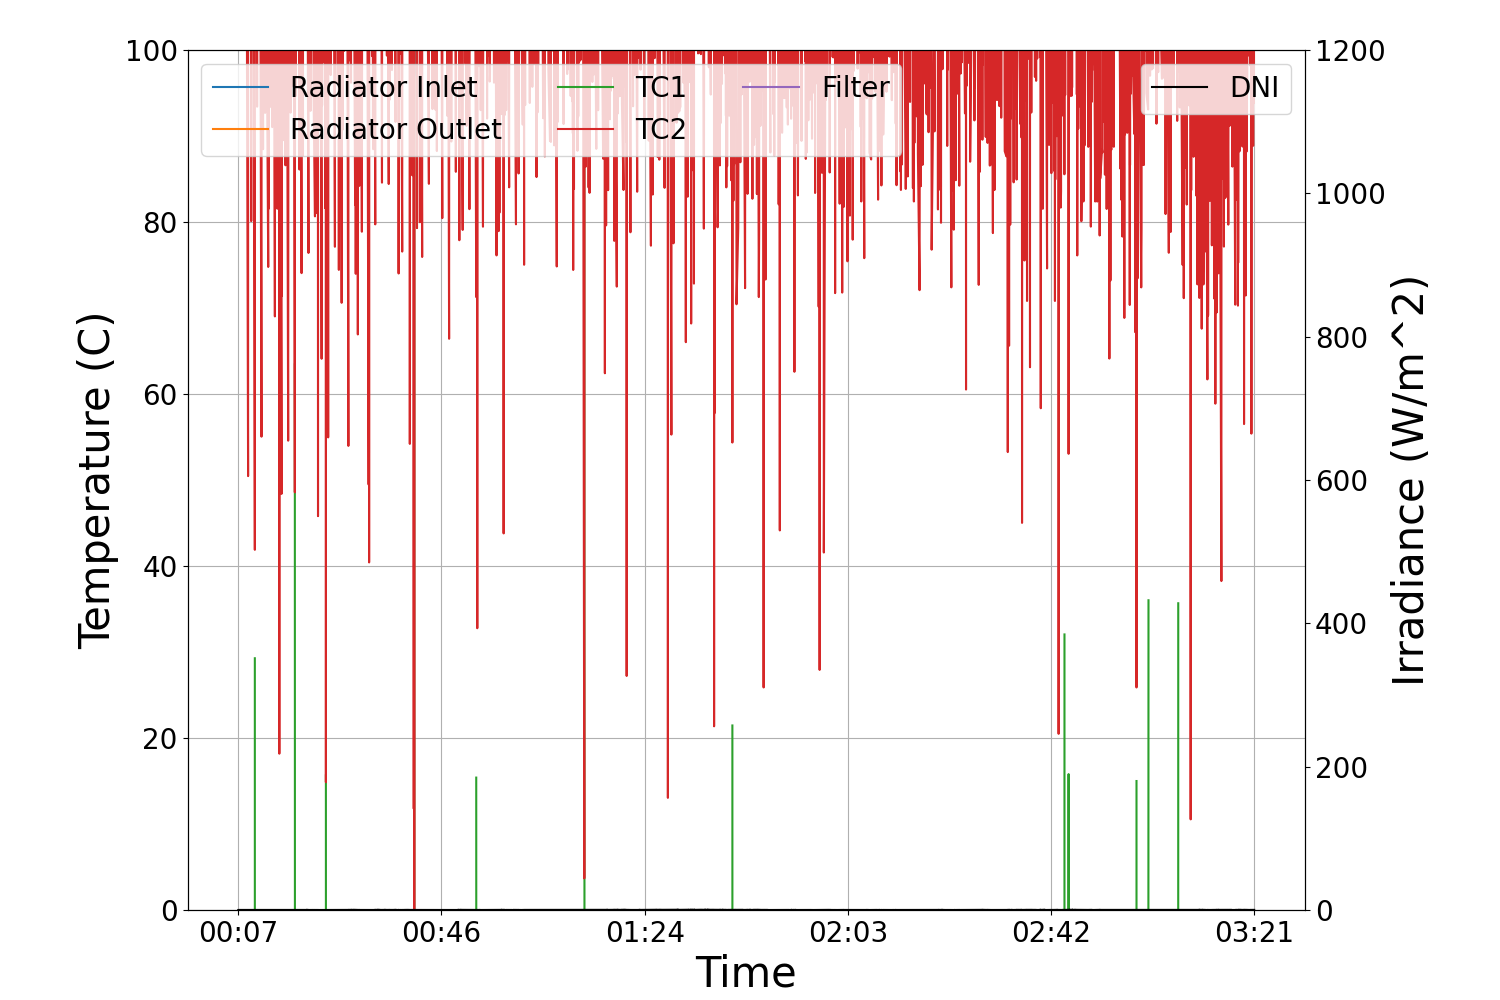 100
80
60
40
20
0
Temperature (C)
Radiator Inlet
Radiator Outlet
TC1
TC2
Filter
DNI
1200
1000
800
600
400
200
0
Irradiance (W/m^2)
00:07
00:46
01:24
02:03
02:42
03:21
Time